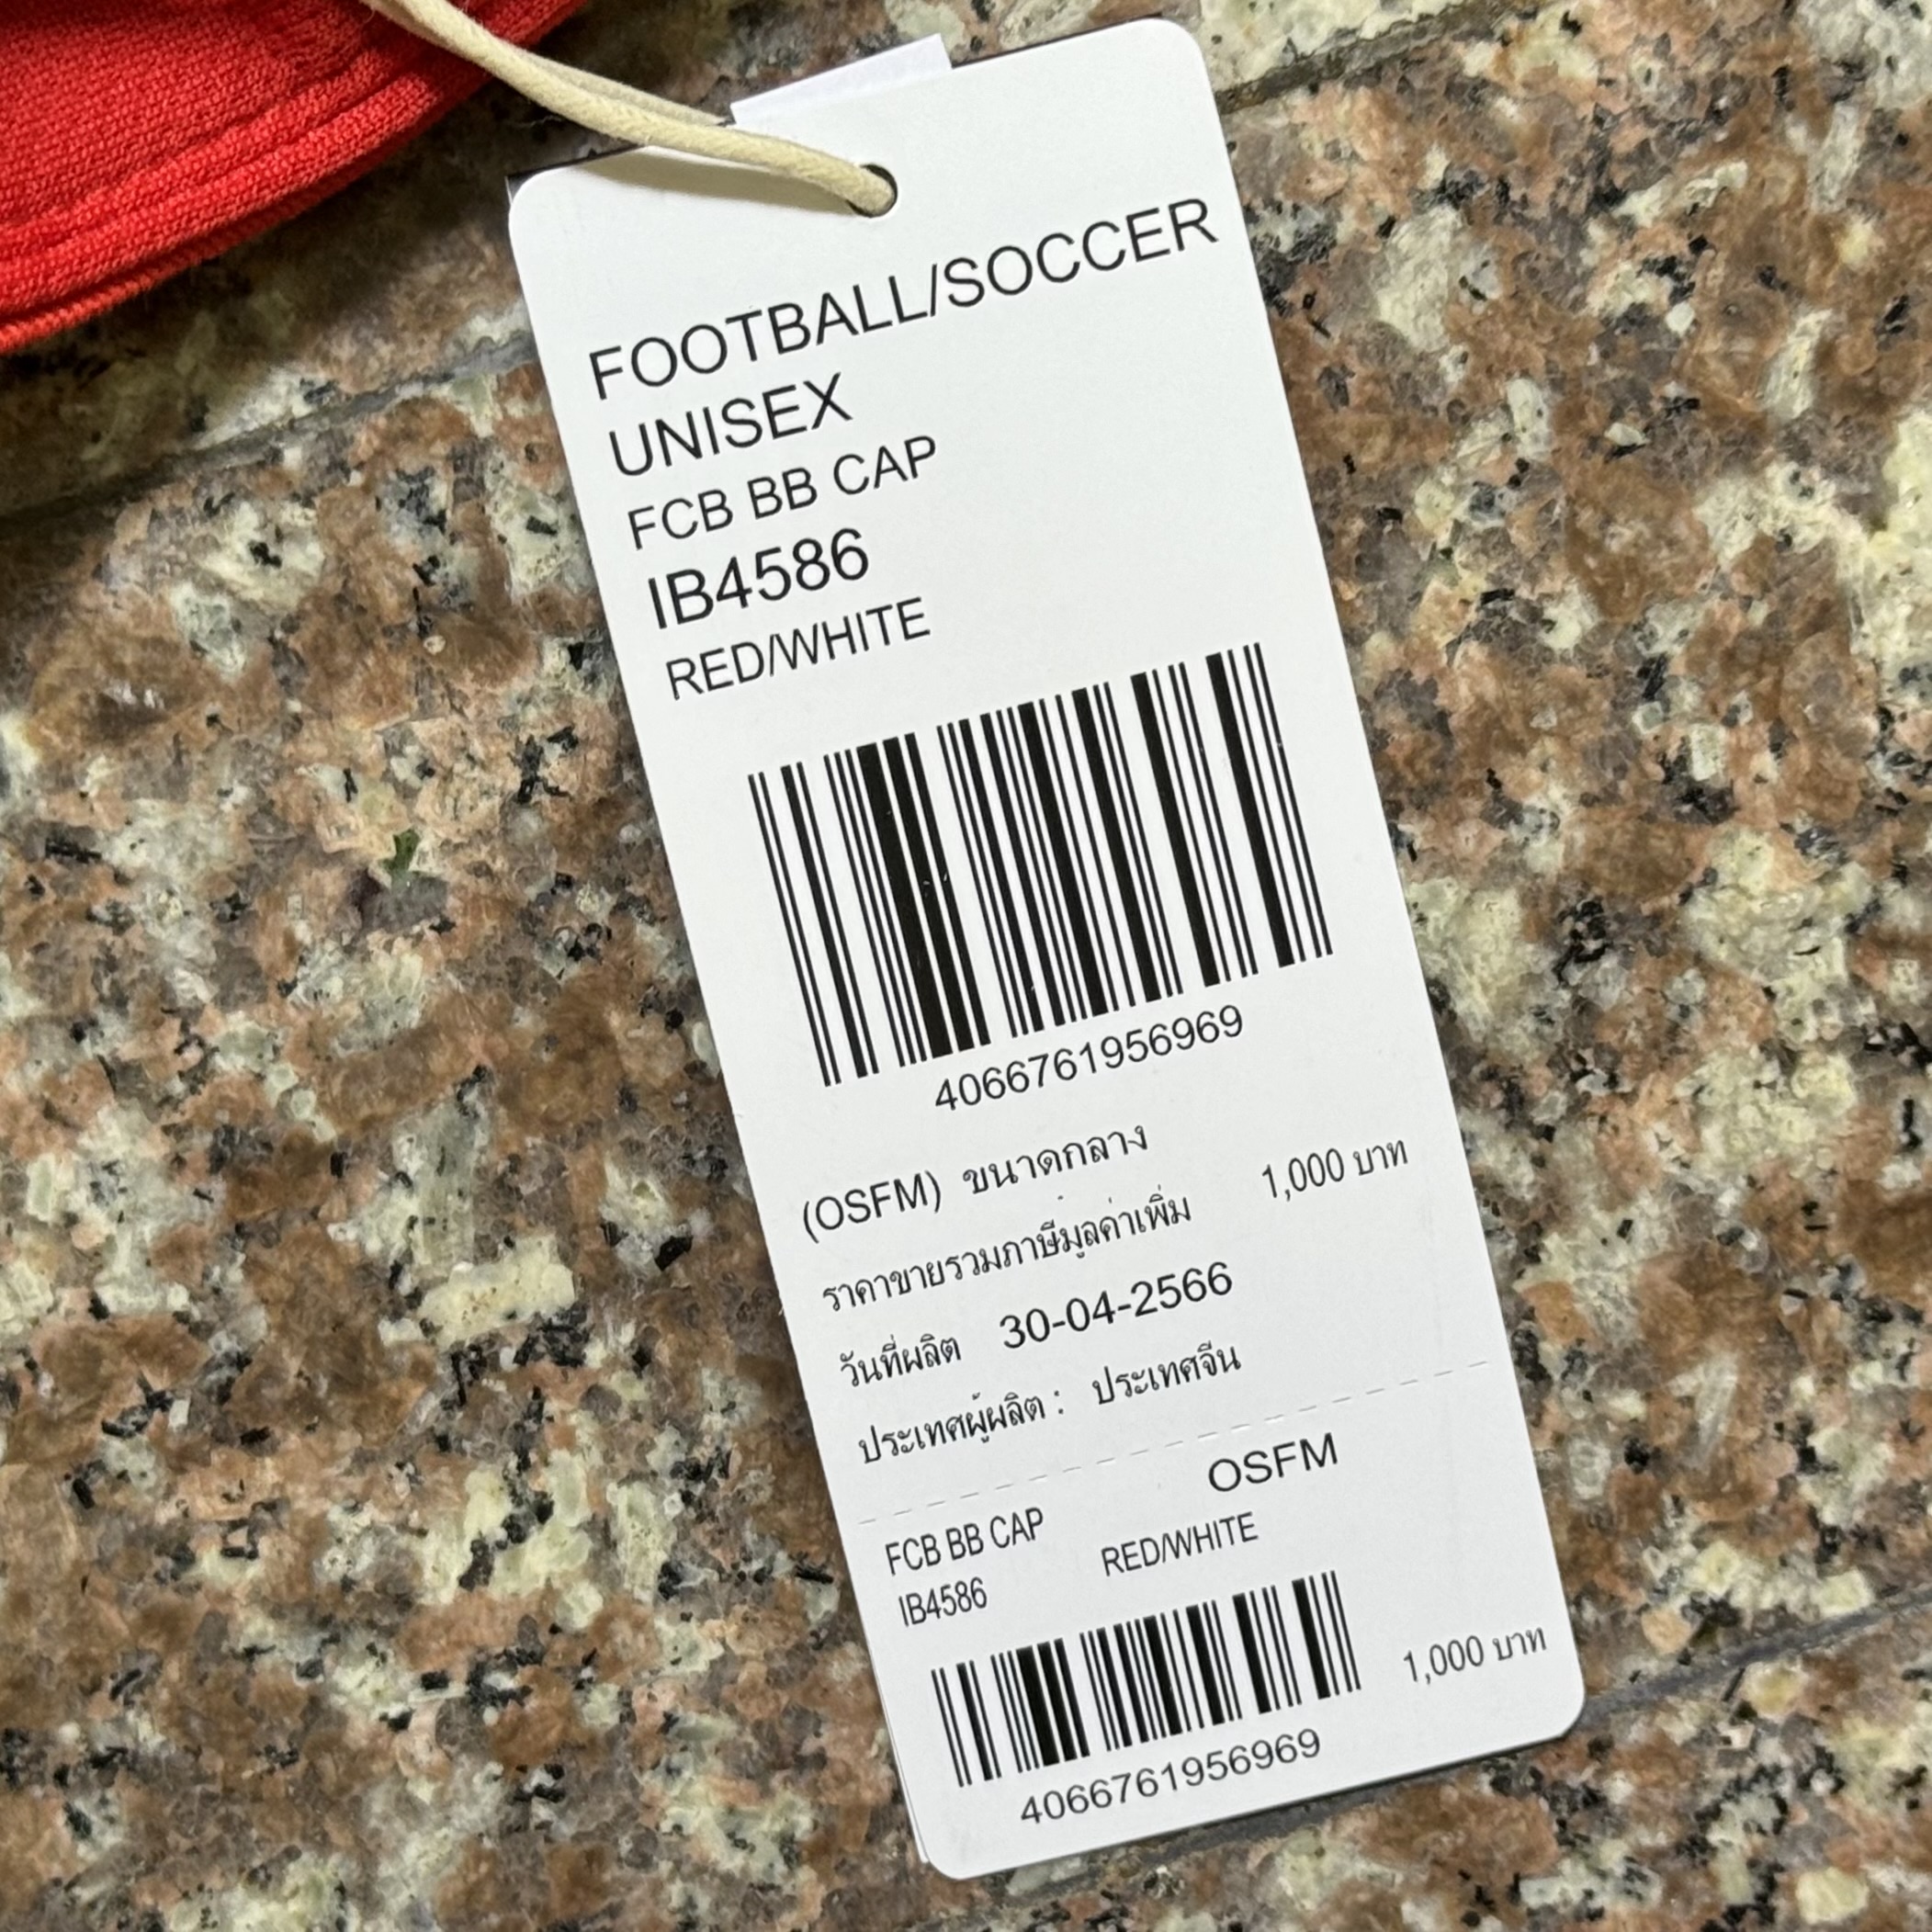 FOOTBALL/SOCCER
UNISEX
FCB BB CAP
IB4586
RED/WHITE
4066761956969
(OSFM) ขนาดกลาง
ราคาขายรวมภาษีมูลค่าเพิ่ม 1,000 บาท
วันที่ผลิต 30-04-2566
ประเทศผู้ผลิต : ประเทศจีน
OSFM
FCB BB CAP RED/WHITE
IB4586
1,000 บาท
4066761956969